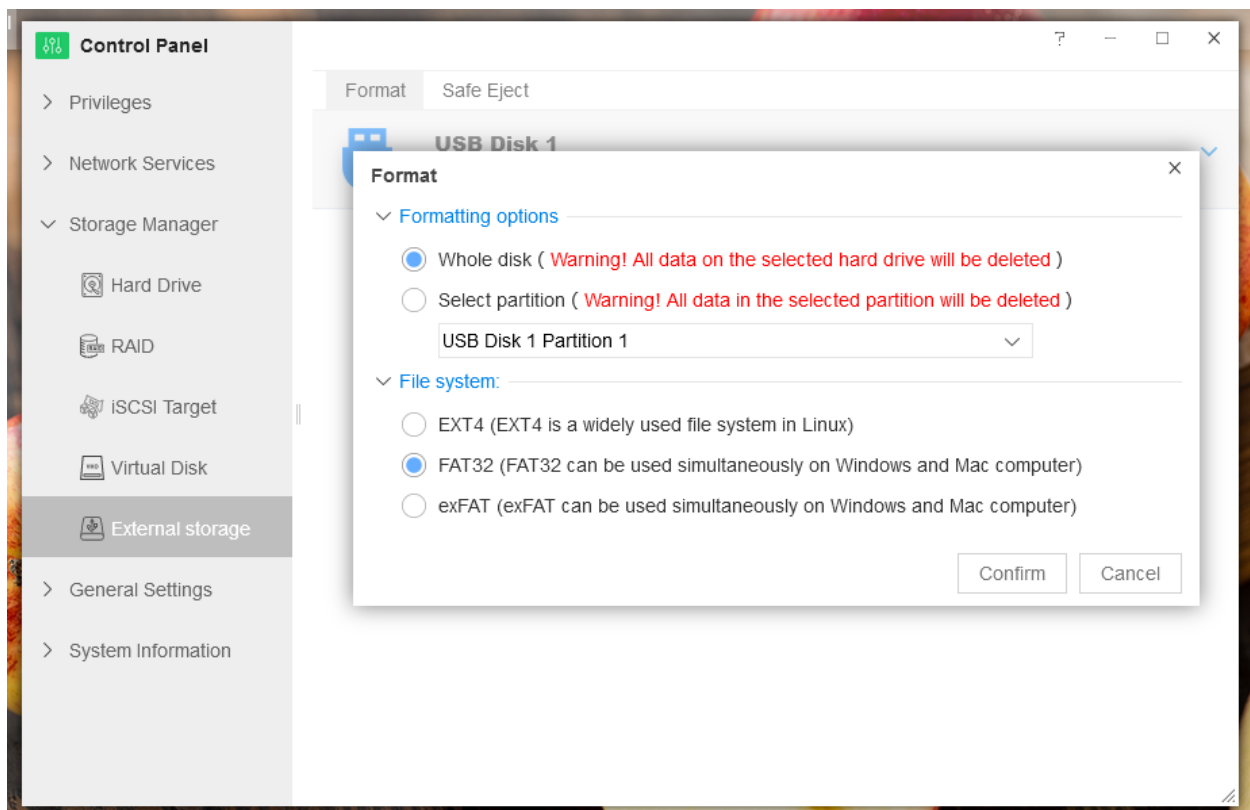 Control Panel
Privileges
Network Services
Storage Manager
Hard Drive
RAID
iSCSI Target
Virtual Disk
External storage
General Settings
System Information
Format Safe Eject
USB Disk 1
Format
Formatting options
Whole disk ( Warning! All data on the selected hard drive will be deleted )
Select partition ( Warning! All data in the selected partition will be deleted )
USB Disk 1 Partition 1
File system:
EXT4 (EXT4 is a widely used file system in Linux)
FAT32 (FAT32 can be used simultaneously on Windows and Mac computer)
exFAT (exFAT can be used simultaneously on Windows and Mac computer)
Confirm Cancel